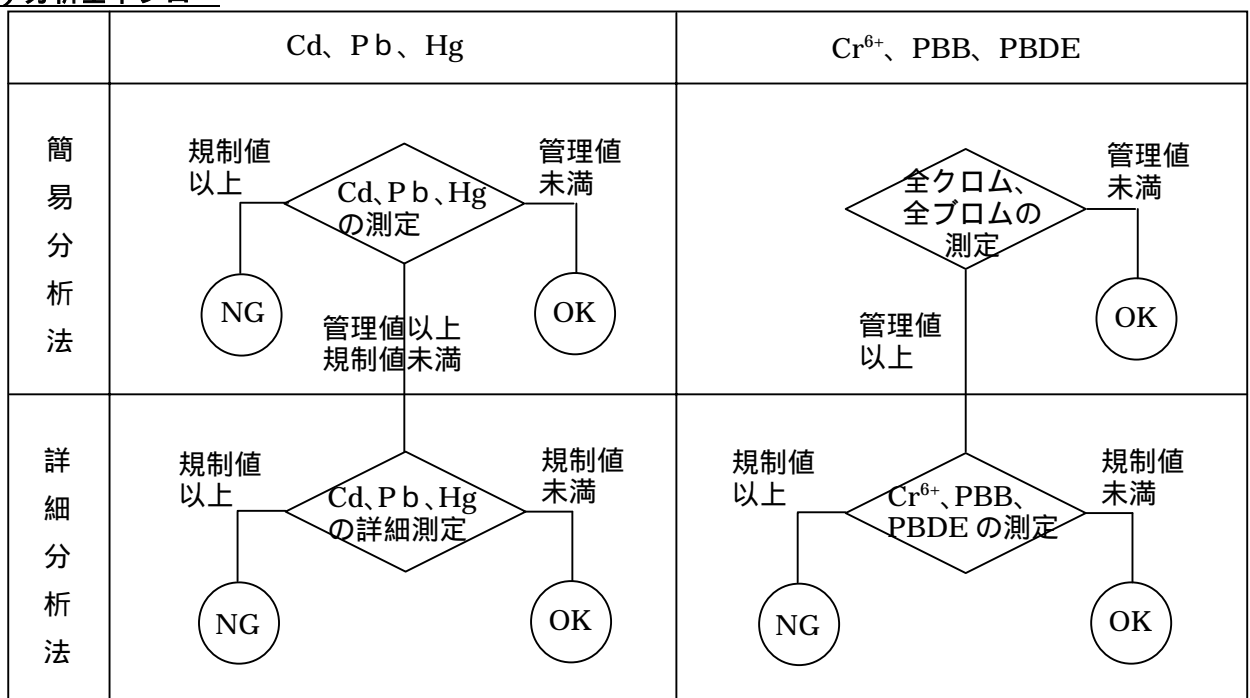 Cd、Pb、Hg
Cr⁶⁺、PBB、PBDE
簡易分析法
規制値
以上
Cd、Pb、Hg
の測定
管理値
未満
NG
OK
管理値以上
規制値未満
全クロム、
全ブロムの
測定
管理値
未満
OK
管理値
以上
詳細分析法
規制値
以上
Cd、Pb、Hg
の詳細測定
規制値
未満
NG
OK
規制値
以上
Cr⁶⁺、PBB、
PBDE の測定
規制値
未満
NG
OK